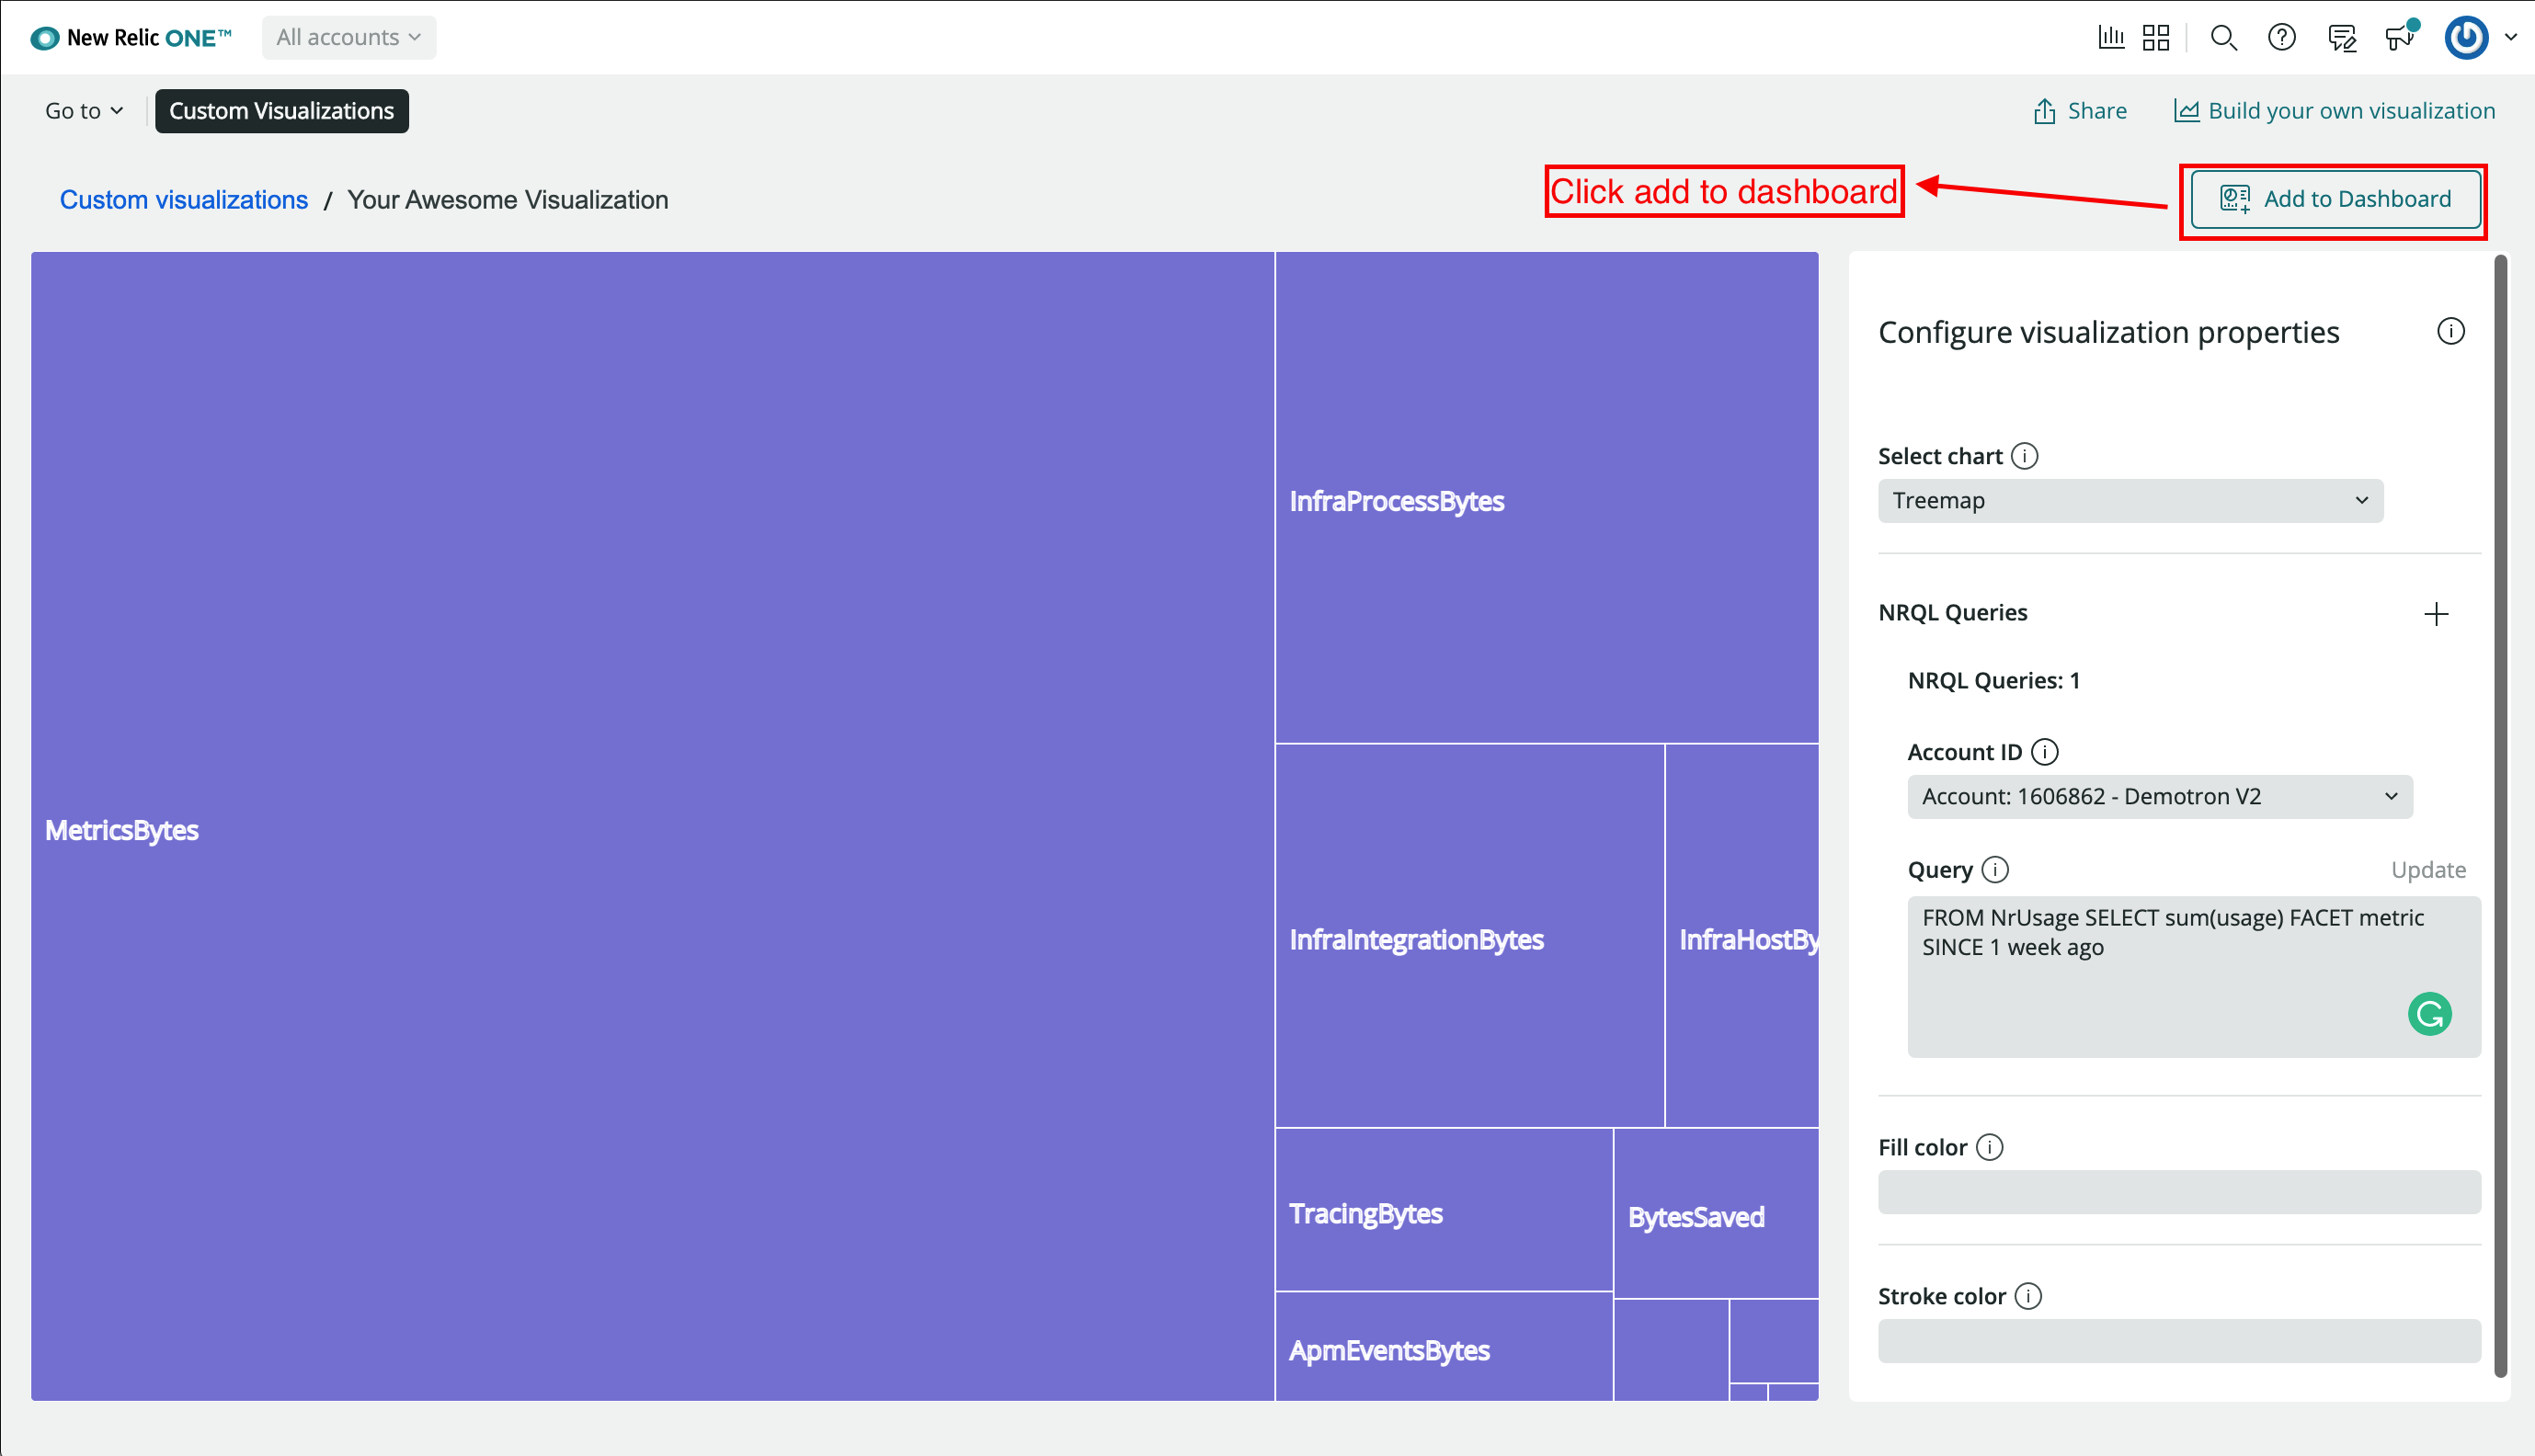 New Relic ONE™
All accounts
Go to
Custom Visualizations
Share
Build your own visualization
Custom visualizations / Your Awesome Visualization
Click add to dashboard
Add to Dashboard
MetricsBytes
InfraProcessBytes
InfraIntegrationBytes
InfraHostBy
TracingBytes
BytesSaved
ApmEventsBytes
Configure visualization properties
Select chart
Treemap
NRQL Queries
NRQL Queries: 1
Account ID
Account: 1606862 - Demotron V2
Query
Update
FROM NrUsage SELECT sum(usage) FACET metric
SINCE 1 week ago
Fill color
Stroke color